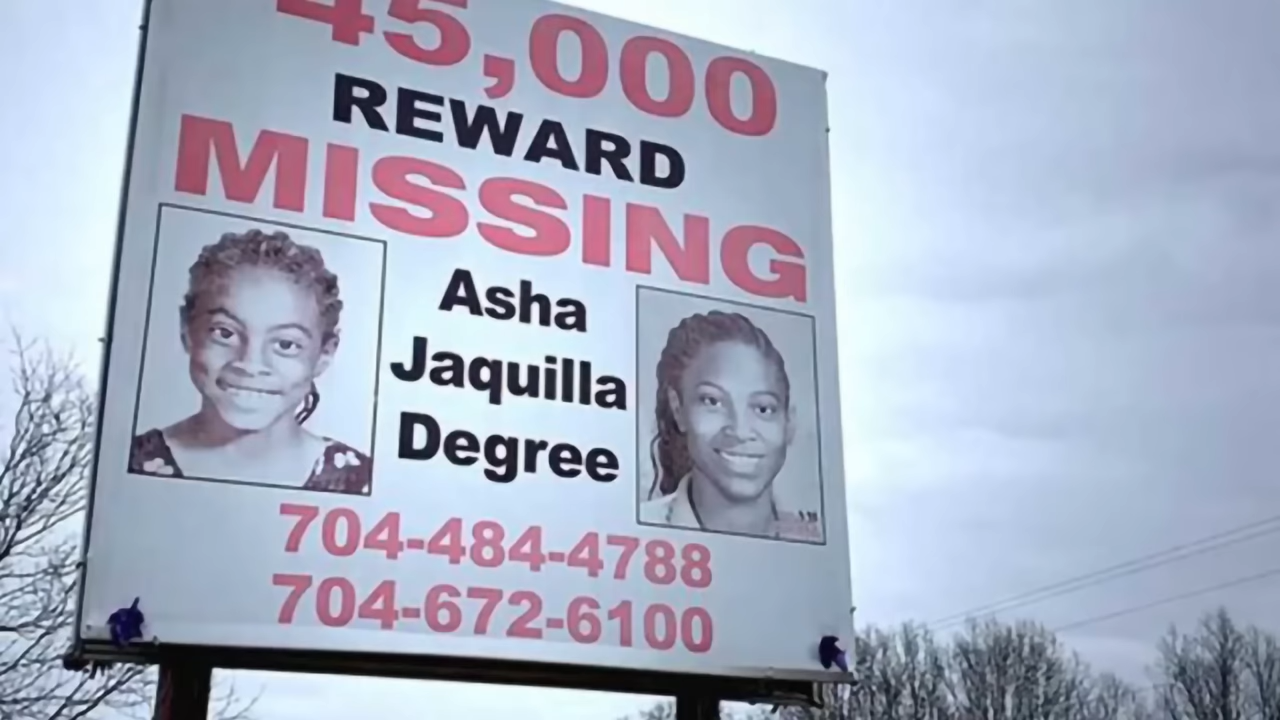 45,000
REWARD
MISSING
Asha
Jaquilla
Degree
704-484-4788
704-672-6100